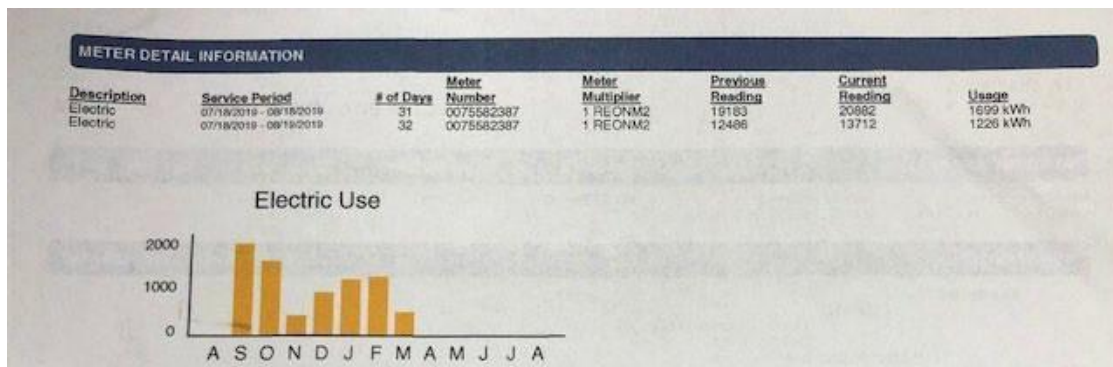 METER DETAIL INFORMATION
Meter Meter Previous Current
Description Service Period # of Days Number Multiplier Reading Reading Usage
Electric 07/18/2019 - 08/18/2019 31 0075582387 1 REONM2 19183 20882 1699 kWh
Electric 07/18/2019 - 08/19/2019 32 0075582387 1 REONM2 12486 13712 1226 kWh
Electric Use
2000
1000
0
A S O N D J F M A M J J A